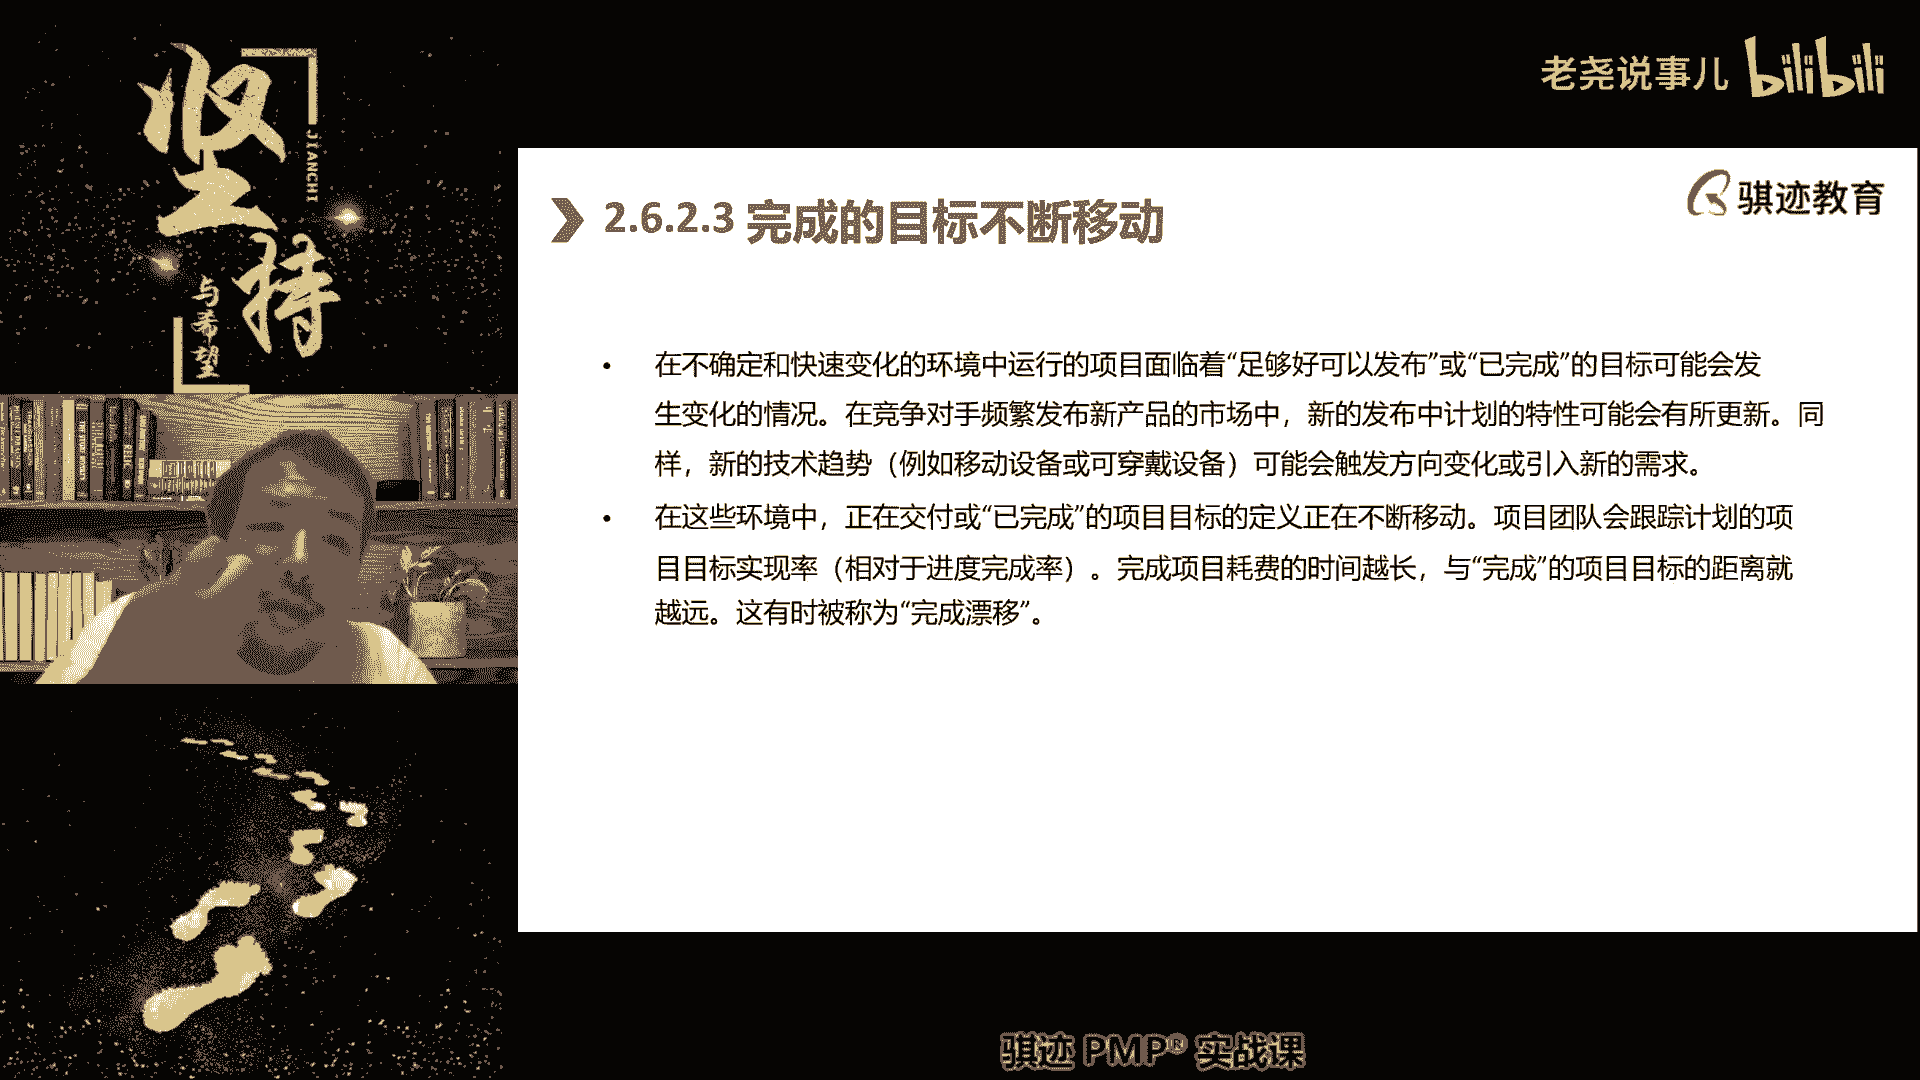 坚持
JIANCHI
与希望
老尧说事儿 bilibili
骐迹教育
2.6.2.3 完成的目标不断移动
• 在不确定和快速变化的环境中运行的项目面临着“足够好可以发布”或“已完成”的目标可能会发
生变化的情况。在竞争对手频繁发布新产品的市场中，新的发布中计划的特性可能会有所更新。同
样，新的技术趋势（例如移动设备或可穿戴设备）可能会触发方向变化或引入新的需求。
• 在这些环境中，正在交付或“已完成”的项目目标的定义正在不断移动。项目团队会跟踪计划的项
目目标实现率（相对于进度完成率）。完成项目耗费的时间越长，与“完成”的项目目标的距离就
越远。这有时被称为“完成漂移”。
骐迹 PMP® 实战课